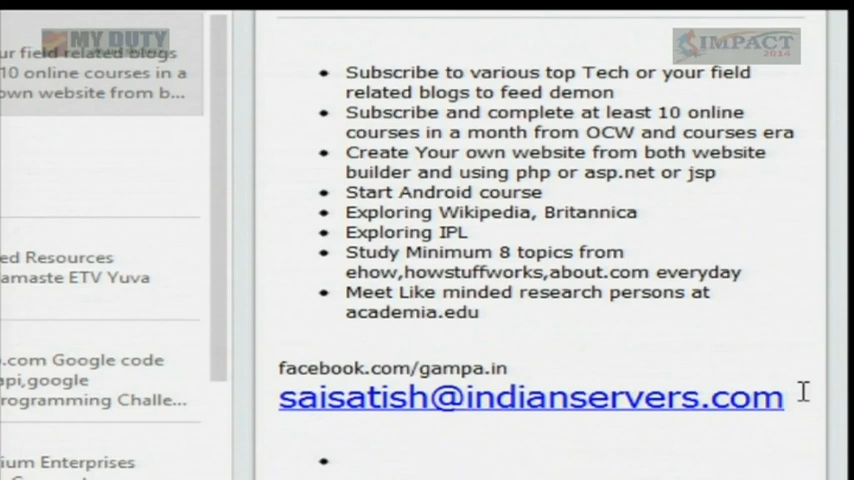 MY DUTY
IMPACT
2014
ur field related blogs
10 online courses in a
own website from b...
ed Resources
amaste ETV Yuva
.com Google code
api,google
rogramming Challe...
ium Enterprises
• Subscribe to various top Tech or your field
related blogs to feed demon
• Subscribe and complete at least 10 online
courses in a month from OCW and courses era
• Create Your own website from both website
builder and using php or asp.net or jsp
• Start Android course
• Exploring Wikipedia, Britannica
• Exploring IPL
• Study Minimum 8 topics from
ehow,howstuffworks,about.com everyday
• Meet Like minded research persons at
academia.edu
facebook.com/gampa.in
saisatish@indianservers.com
•